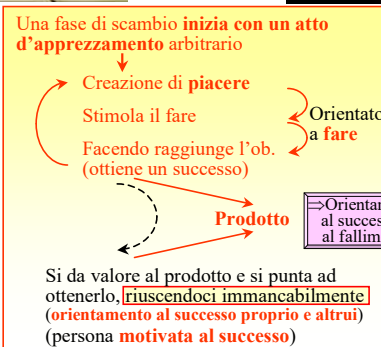 Una fase di scambio inizia con un atto
d'apprezzamento arbitrario
Creazione di piacere
Stimola il fare
Orientato
a fare
Facendo raggiunge l'ob.
(ottiene un successo)
Prodotto
⇒Orientar
al success
al fallim
Si da valore al prodotto e si punta ad
ottenerlo, riuscendoci immancabilmente
(orientamento al successo proprio e altrui)
(persona motivata al successo)